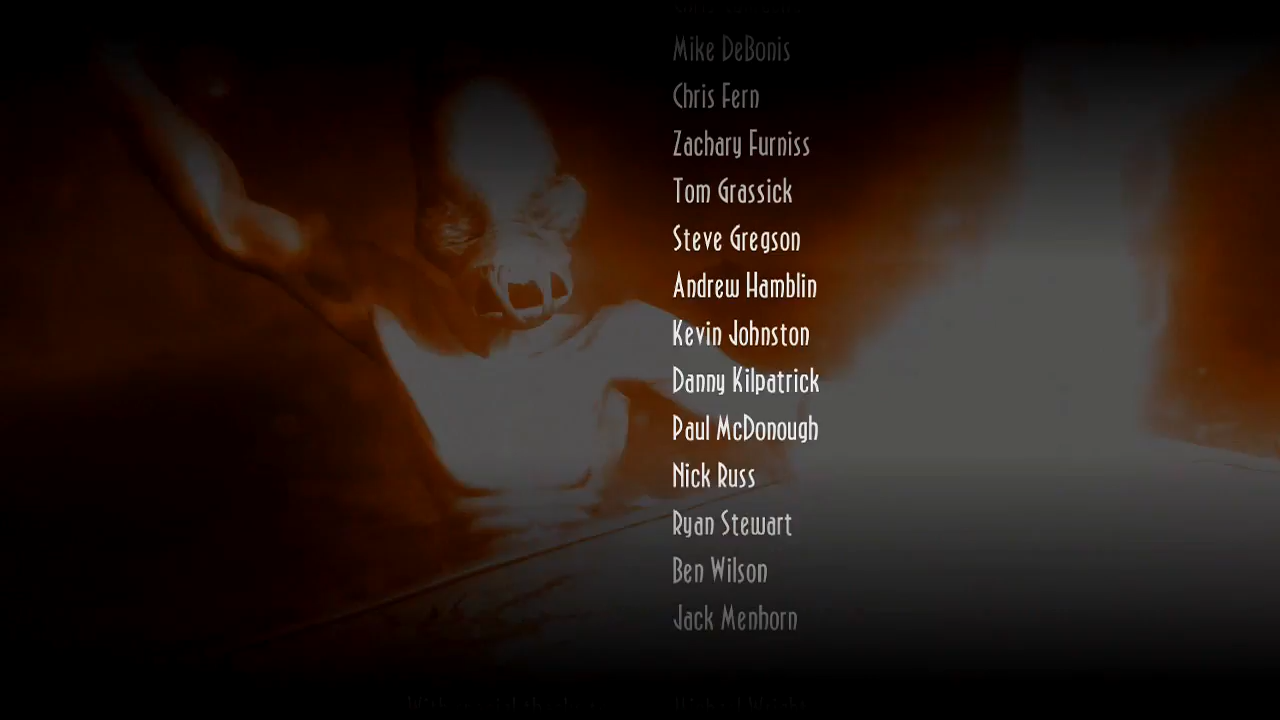 Mike DeBonis
Chris Fern
Zachary Furniss
Tom Grassick
Steve Gregson
Andrew Hamblin
Kevin Johnston
Danny Kilpatrick
Paul McDonough
Nick Russ
Ryan Stewart
Ben Wilson
Jack Menhorn